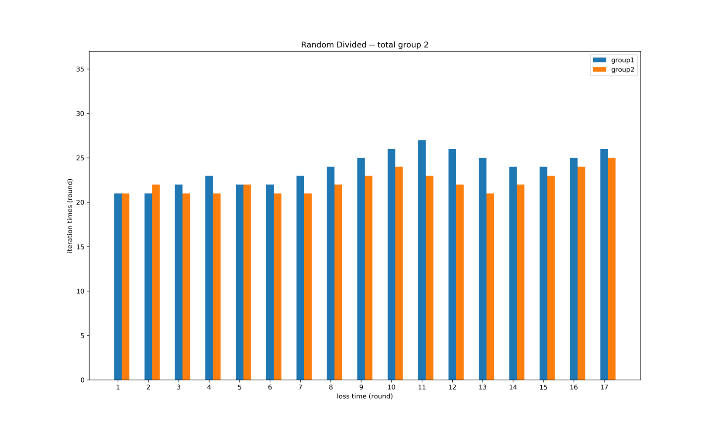 Random Divided -- total group 2
group1
group2
35
30
25
20
15
10
5
0
iteration times (round)
1 2 3 4 5 6 7 8 9 10 11 12 13 14 15 16 17
loss time (round)